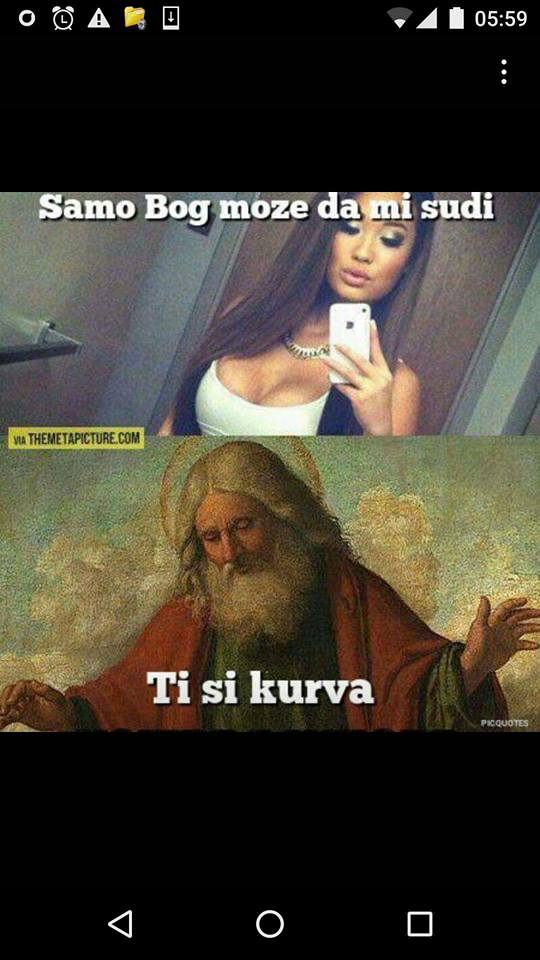 05:59
Samo Bog moze da mi sudi
VIA THEMETAPICTURE.COM
Ti si kurva
PICQUOTES